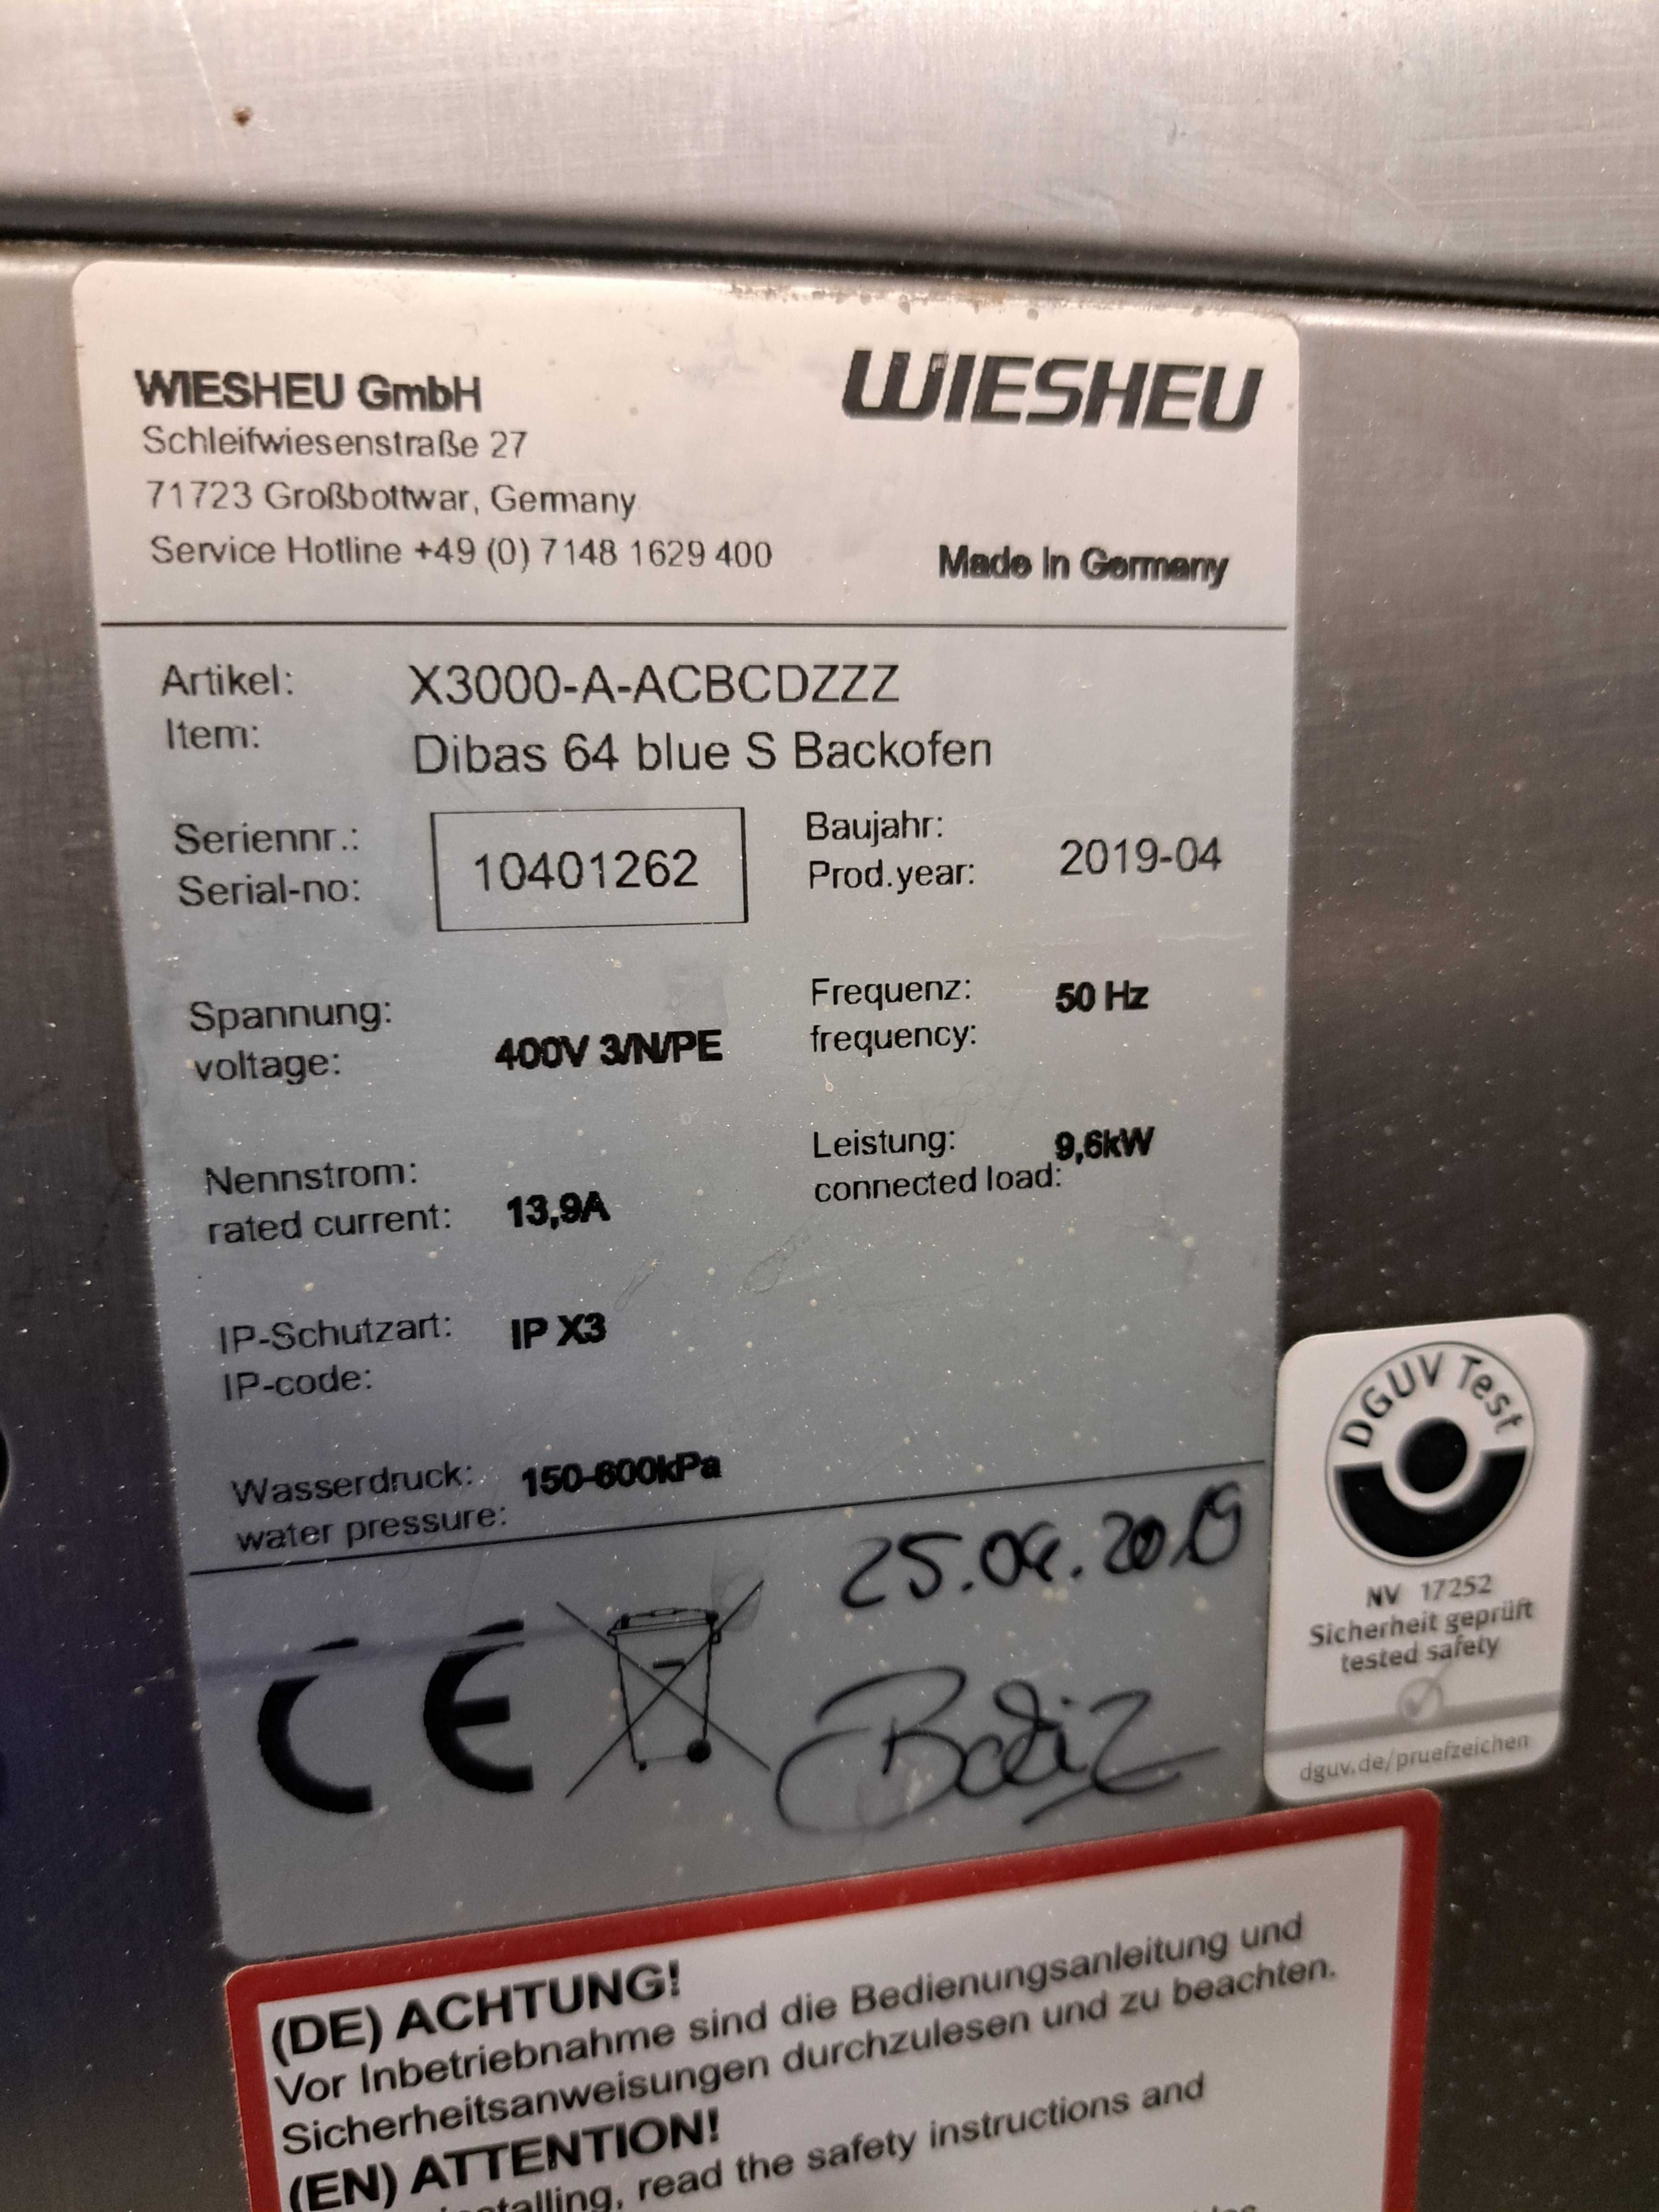 WIESHEU GmbH
WIESHEU
Schleifwiesenstraße 27
71723 Großbottwar, Germany
Service Hotline +49 (0) 7148 1629 400
Made In Germany
Artikel: X3000-A-ACBCDZZZ
Item: Dibas 64 blue S Backofen
Seriennr.:
Serial-no: 10401262
Baujahr:
Prod.year: 2019-04
Spannung:
voltage: 400V 3/N/PE
Frequenz: 50 Hz
frequency:
Nennstrom:
rated current: 13,9A
Leistung: 9,6kW
connected load:
IP-Schutzart: IP X3
IP-code:
Wasserdruck: 150-600kPa
water pressure:
25.04.2019
CE
DGUV Test
NV 17252
Sicherheit geprüft
tested safety
dguv.de/pruefzeichen
(DE) ACHTUNG!
Vor Inbetriebnahme sind die Bedienungsanleitung und
Sicherheitsanweisungen durchzulesen und zu beachten.
(EN) ATTENTION!
read the safety instructions and